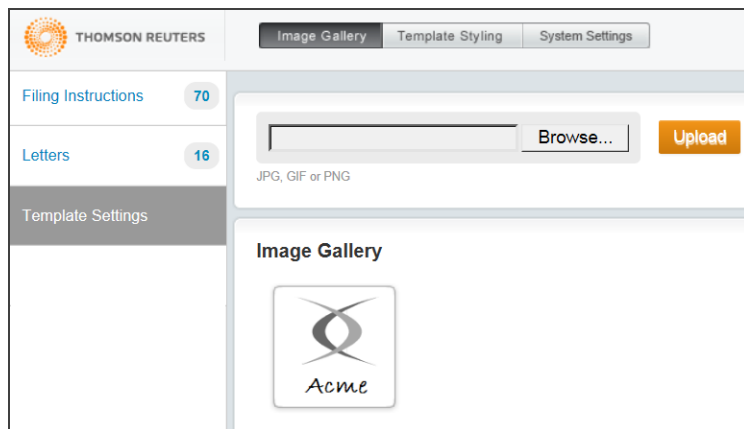 THOMSON REUTERS
Image Gallery Template Styling System Settings
Filing Instructions 70
Letters 16
Template Settings
Browse... Upload
JPG, GIF or PNG
Image Gallery
Acme